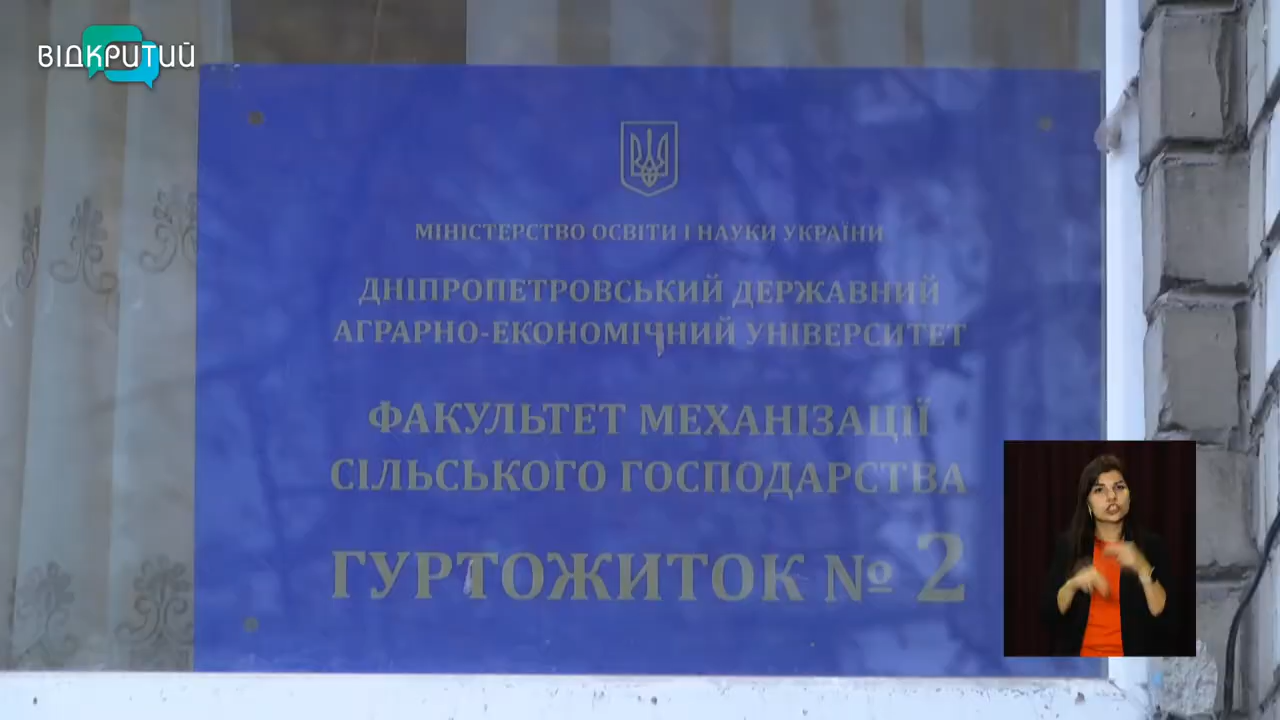 ВІДКРИТИЙ
МІНІСТЕРСТВО ОСВІТИ І НАУКИ УКРАЇНИ
ДНІПРОПЕТРОВСЬКИЙ ДЕРЖАВНИЙ
АГРАРНО-ЕКОНОМІЧНИЙ УНІВЕРСИТЕТ
ФАКУЛЬТЕТ МЕХАНІЗАЦІЇ
СІЛЬСЬКОГО ГОСПОДАРСТВА
ГУРТОЖИТОК № 2